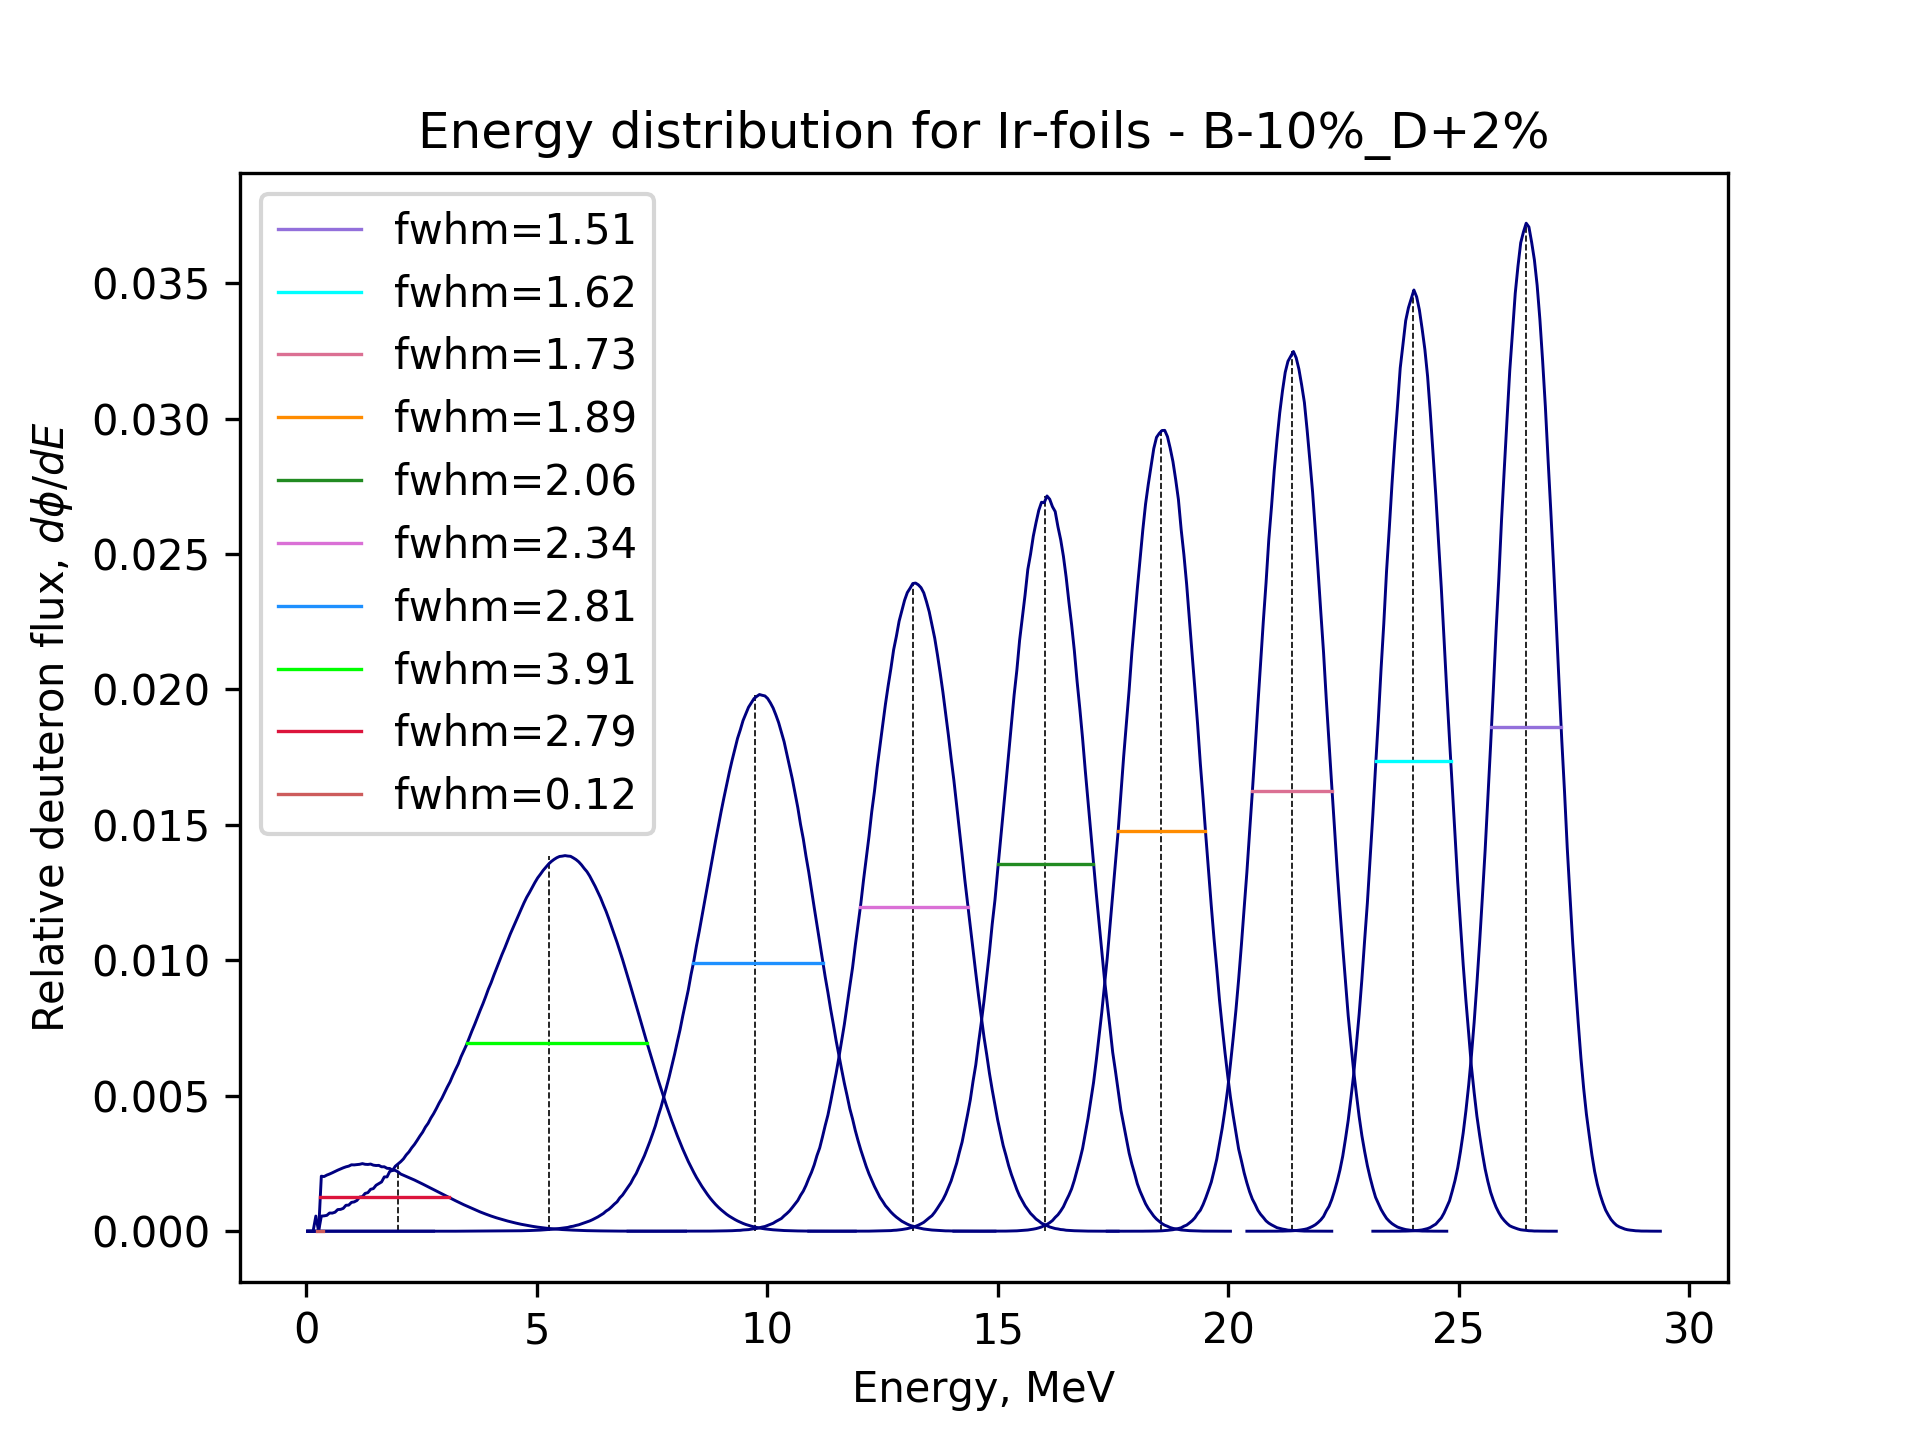 Energy distribution for Ir-foils - B-10%_D+2%
fwhm=1.51
fwhm=1.62
fwhm=1.73
fwhm=1.89
fwhm=2.06
fwhm=2.34
fwhm=2.81
fwhm=3.91
fwhm=2.79
fwhm=0.12
Relative deuteron flux, dϕ/dE
0.035
0.030
0.025
0.020
0.015
0.010
0.005
0.000
0 5 10 15 20 25 30
Energy, MeV